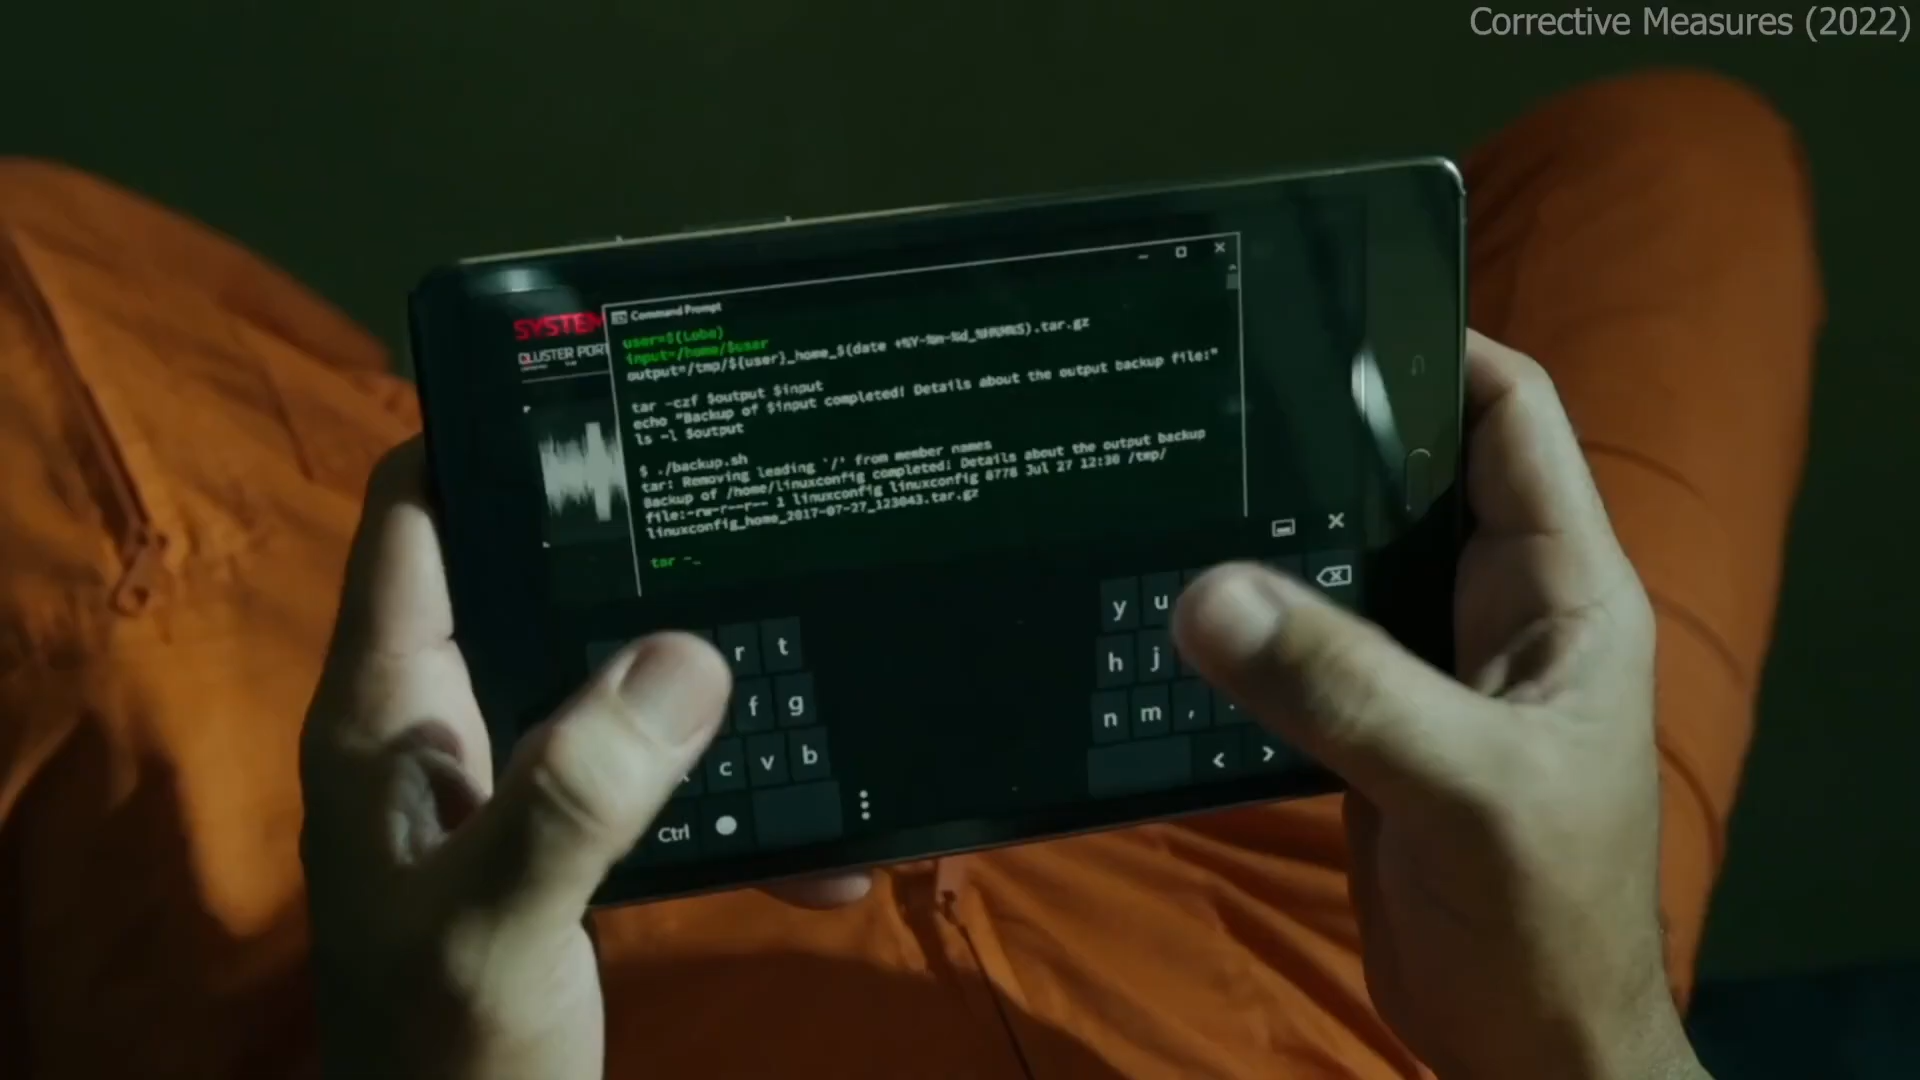 Corrective Measures (2022)
SYSTEM
CLUSTER PORT
Command Prompt
user=$(Lobo)
input=/home/$user
output=/tmp/${user}_home_$(date +%Y-%m-%d_%H%M%S).tar.gz
tar -czf $output $input
echo "Backup of $input completed! Details about the output backup file:"
ls -l $output
$ ./backup.sh
tar: Removing leading `/' from member names
Backup of /home/linuxconfig completed! Details about the output backup
file:-rw-r--r-- 1 linuxconfig linuxconfig 8778 Jul 27 12:30 /tmp/
linuxconfig_home_2017-07-27_123043.tar.gz
tar -_
r t y u
f g h j
c v b n m ,
Ctrl < >